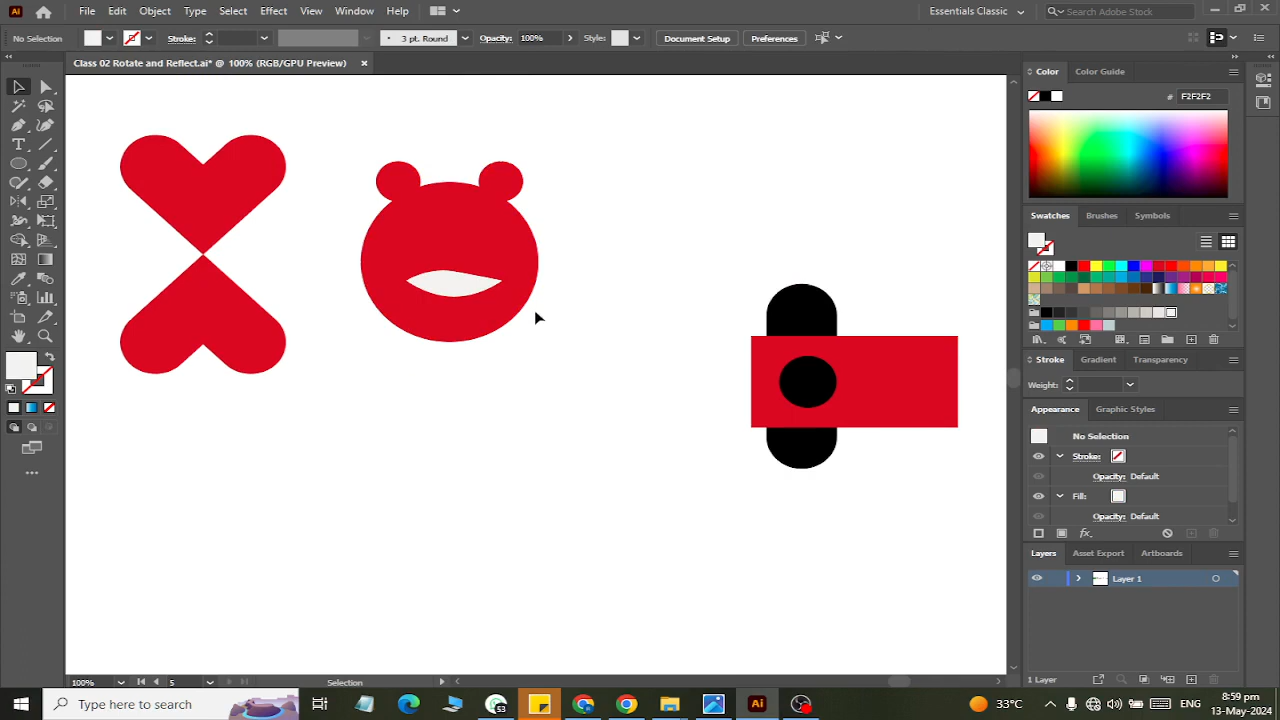 Ai File Edit Object Type Select Effect View Window Help Essentials Classic Search Adobe Stock
No Selection Stroke: 3 pt. Round Opacity: 100% Style: Document Setup Preferences
Class 02 Rotate and Reflect.ai* @ 100% (RGB/GPU Preview) ×
Color Color Guide
# F2F2F2
Swatches Brushes Symbols
Stroke Gradient Transparency
Weight:
Appearance Graphic Styles
No Selection
Stroke:
Opacity: Default
Fill:
Opacity: Default
fx
Layers Asset Export Artboards
Layer 1
1 Layer
100% 5 Selection
Type here to search
Ai
33°C
8:59 pm
13-May-2024